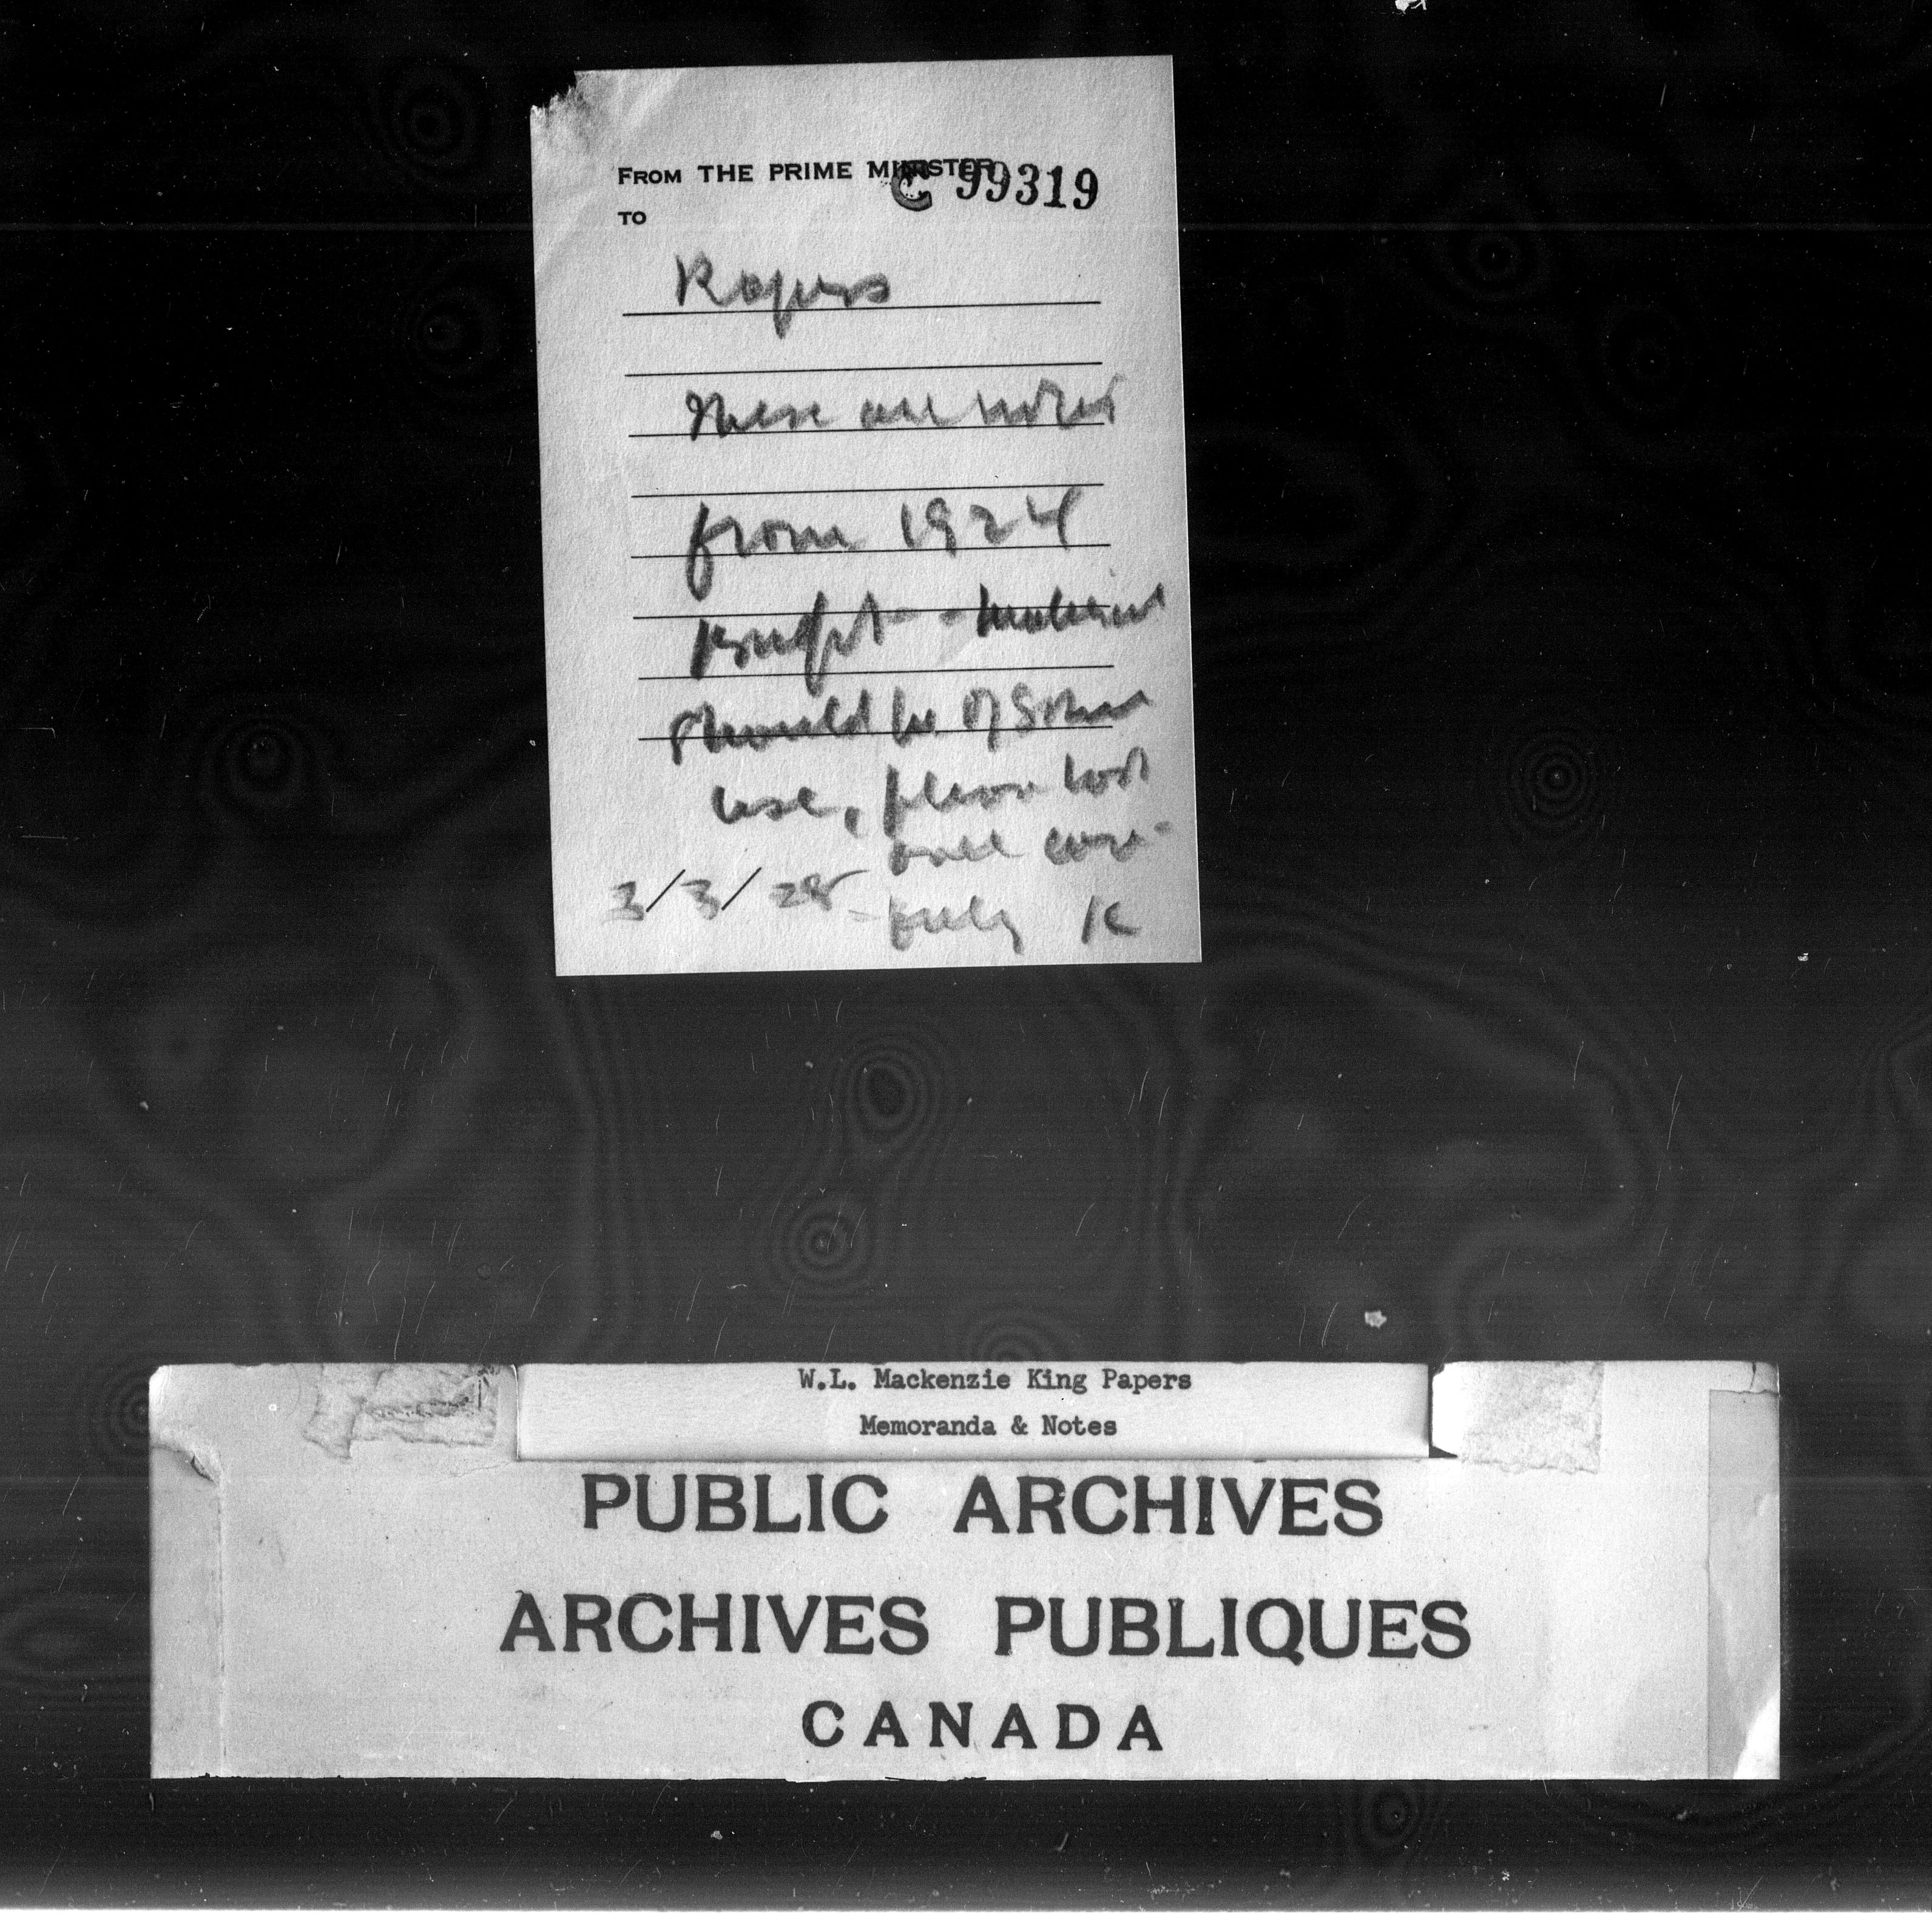 FROM THE PRIME MINISTER
C 99319
TO
Rogers
These are notes
from 1924
Budget - material
should be of some
use, please look
over care-
3/3/28 -fully K
W.L. Mackenzie King Papers
Memoranda & Notes
PUBLIC ARCHIVES
ARCHIVES PUBLIQUES
CANADA